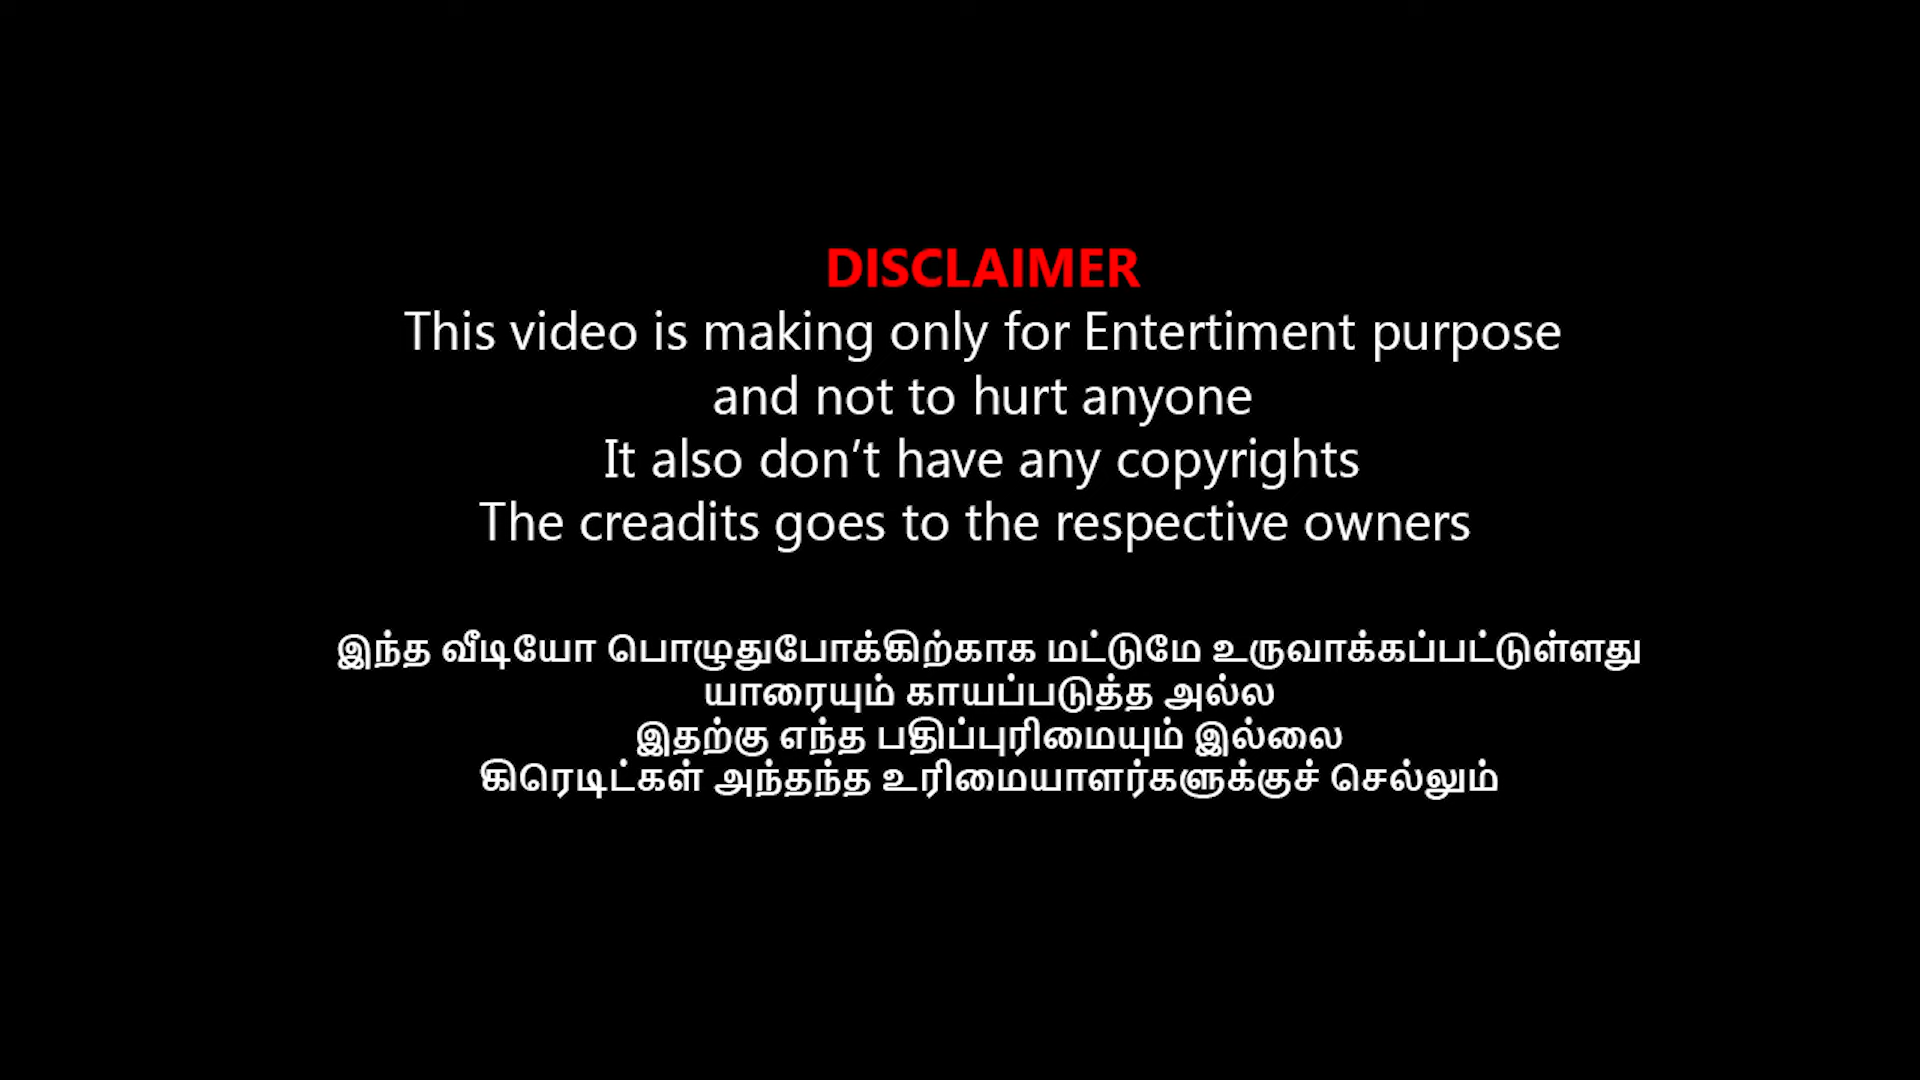 DISCLAIMER
This video is making only for Entertiment purpose
and not to hurt anyone
It also don’t have any copyrights
The creadits goes to the respective owners
இந்த வீடியோ பொழுதுபோக்கிற்காக மட்டுமே உருவாக்கப்பட்டுள்ளது
யாரையும் காயப்படுத்த அல்ல
இதற்கு எந்த பதிப்புரிமையும் இல்லை
கிரெடிட்கள் அந்தந்த உரிமையாளர்களுக்குச் செல்லும்